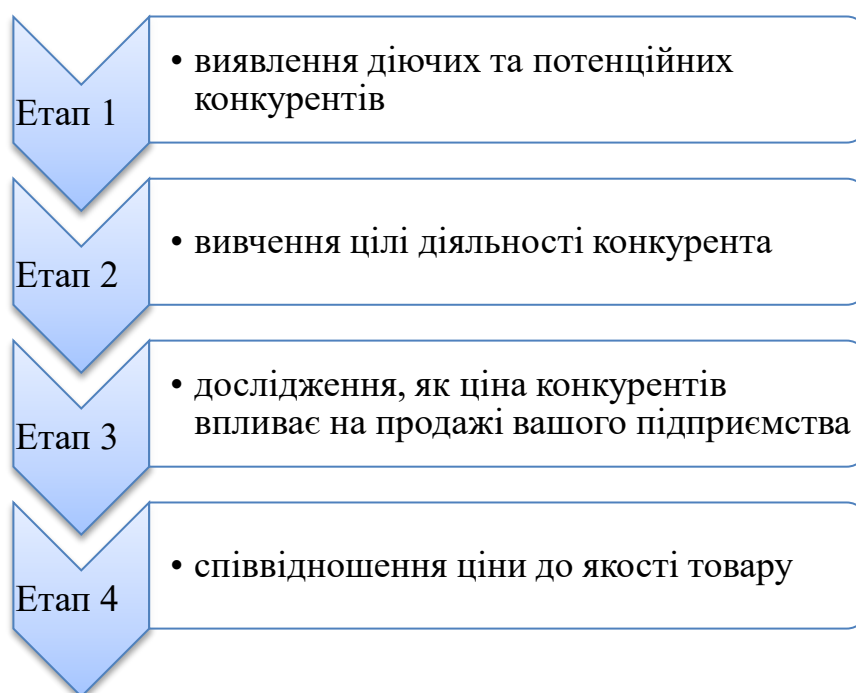 Етап 1
• виявлення діючих та потенційних
конкурентів
Етап 2
• вивчення цілі діяльності конкурента
Етап 3
• дослідження, як ціна конкурентів
впливає на продажі вашого підприємства
Етап 4
• співвідношення ціни до якості товару